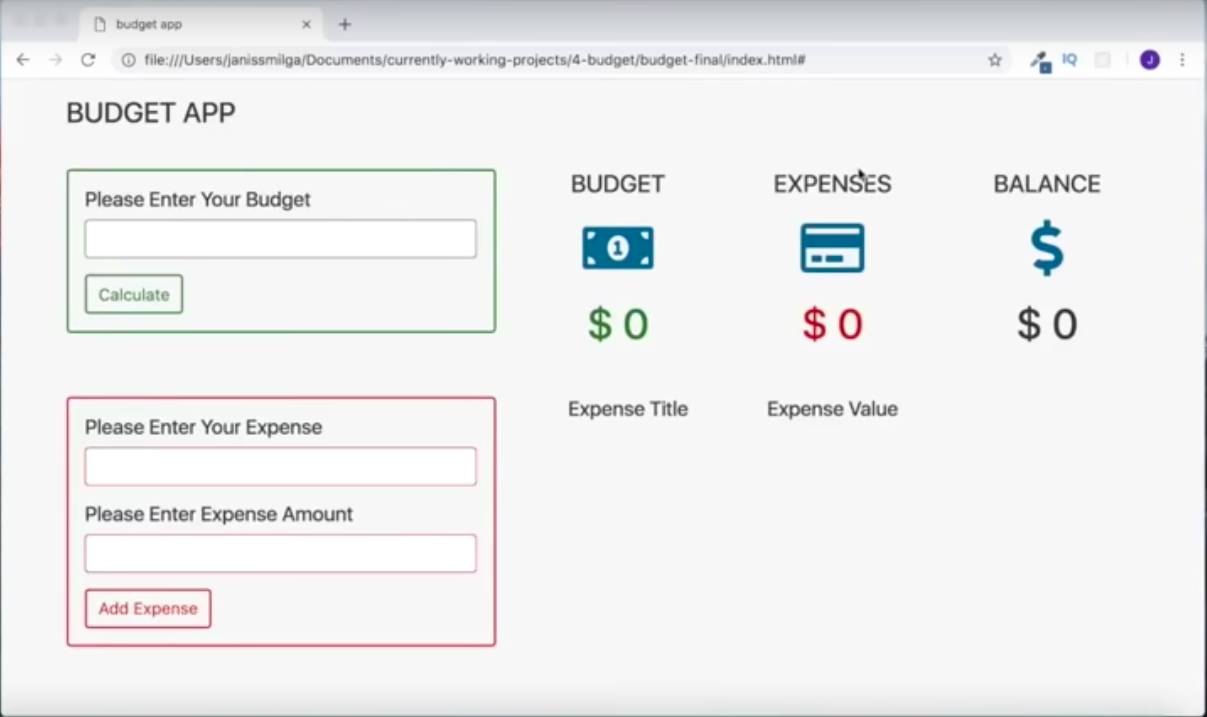 budget app
file:///Users/janissmilga/Documents/currently-working-projects/4-budget/budget-final/index.html#
IQ
J
BUDGET APP
Please Enter Your Budget
Calculate
BUDGET
EXPENSES
BALANCE
1
$ 0
$ 0
$ 0
Please Enter Your Expense
Please Enter Expense Amount
Add Expense
Expense Title
Expense Value